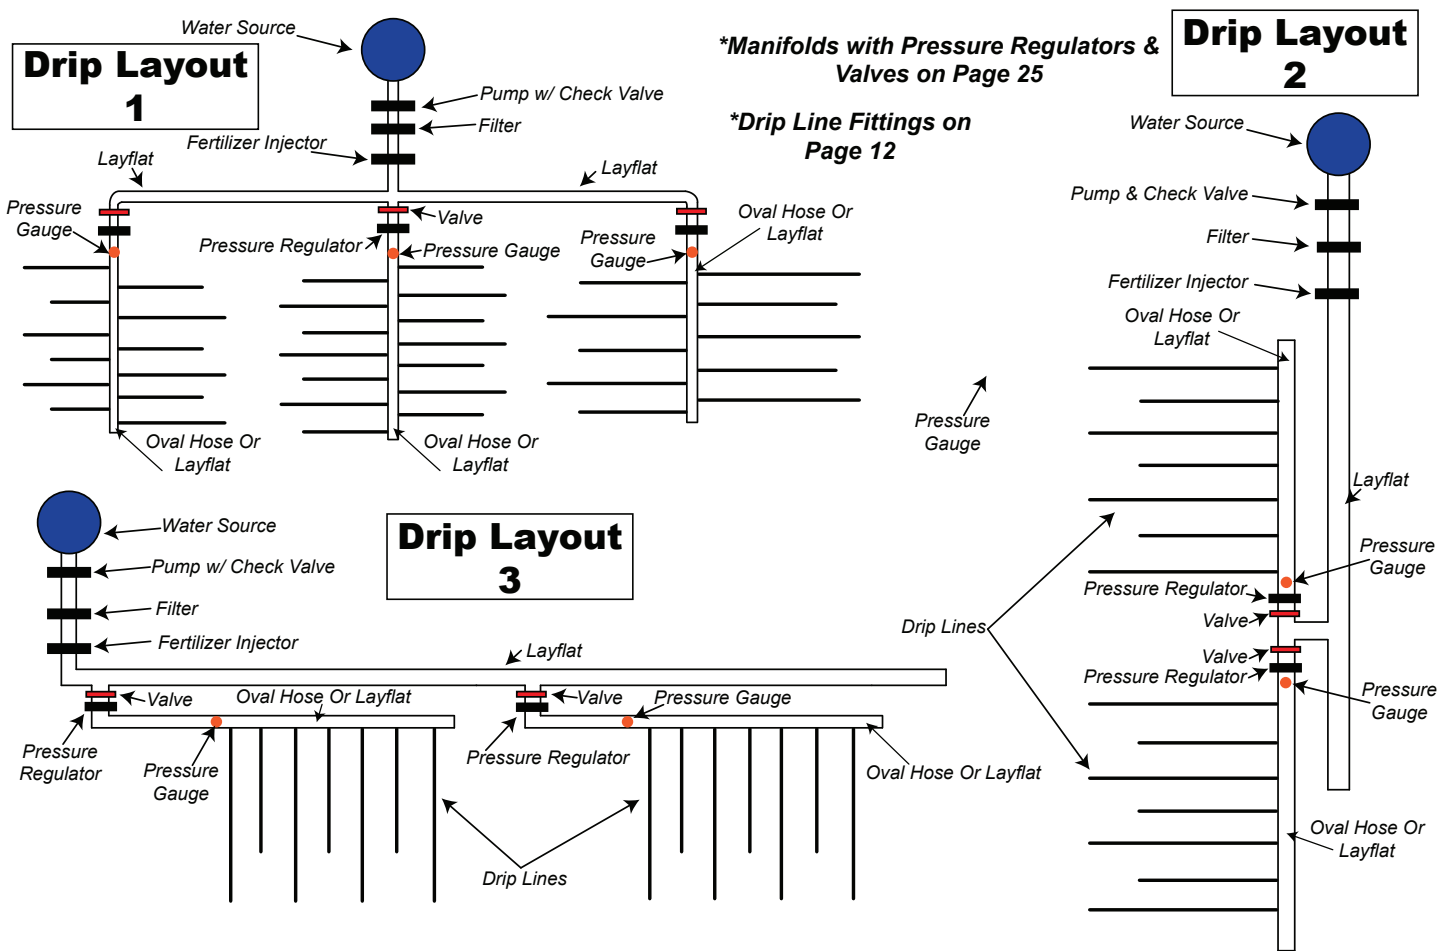 Drip Layout
1
Water Source
Pump w/ Check Valve
Filter
Fertilizer Injector
Layflat
Layflat
Pressure
Gauge
Valve
Pressure Regulator
Pressure Gauge
Pressure
Gauge
Oval Hose Or
Layflat
Oval Hose Or
Layflat
Oval Hose Or
Layflat
*Manifolds with Pressure Regulators &
Valves on Page 25
*Drip Line Fittings on
Page 12
Drip Layout
2
Water Source
Pump & Check Valve
Filter
Fertilizer Injector
Oval Hose Or
Layflat
Pressure
Gauge
Layflat
Pressure
Gauge
Pressure Regulator
Valve
Drip Lines
Valve
Pressure Regulator
Pressure
Gauge
Oval Hose Or
Layflat
Drip Layout
3
Water Source
Pump w/ Check Valve
Filter
Fertilizer Injector
Layflat
Valve
Oval Hose Or Layflat
Valve
Pressure Gauge
Pressure
Regulator
Pressure
Gauge
Pressure Regulator
Oval Hose Or Layflat
Drip Lines